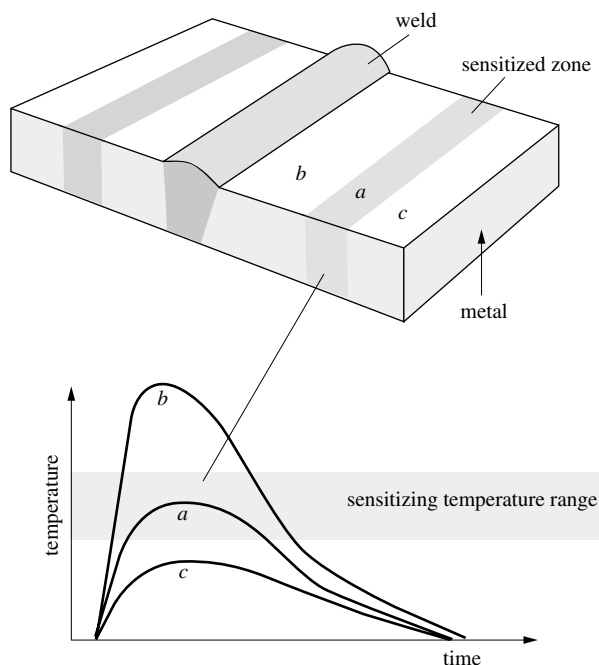 weld
sensitized zone
b
a
c
metal
b
temperature
sensitizing temperature range
a
c
time